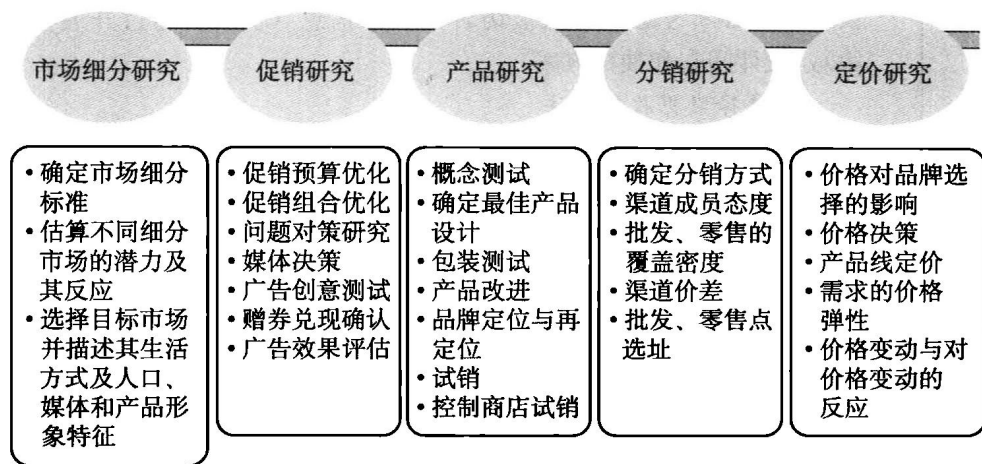 市场细分研究
促销研究
产品研究
分销研究
定价研究
• 确定市场细分
标准
• 估算不同细分
市场的潜力及
其反应
• 选择目标市场
并描述其生活
方式及人口、
媒体和产品形
象特征
• 促销预算优化
• 促销组合优化
• 问题对策研究
• 媒体决策
• 广告创意测试
• 赠券兑现确认
• 广告效果评估
• 概念测试
• 确定最佳产品
设计
• 包装测试
• 产品改进
• 品牌定位与再
定位
• 试销
• 控制商店试销
• 确定分销方式
• 渠道成员态度
• 批发、零售的
覆盖密度
• 渠道价差
• 批发、零售点
选址
• 价格对品牌选
择的影响
• 价格决策
• 产品线定价
• 需求的价格
弹性
• 价格变动与对
价格变动的
反应